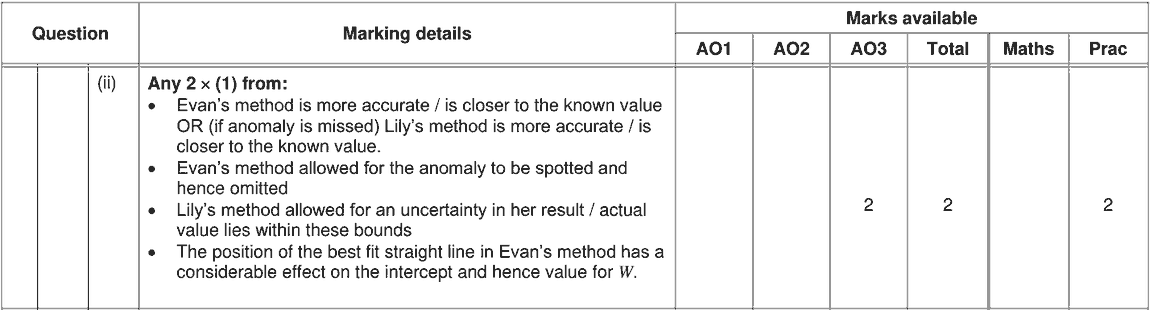 Question
Marking details
Marks available
AO1 AO2 AO3 Total Maths Prac
(ii)
Any 2 × (1) from:
• Evan's method is more accurate / is closer to the known value
OR (if anomaly is missed) Lily's method is more accurate / is
closer to the known value.
• Evan's method allowed for the anomaly to be spotted and
hence omitted
• Lily's method allowed for an uncertainty in her result / actual
value lies within these bounds
• The position of the best fit straight line in Evan's method has a
considerable effect on the intercept and hence value for W.
2 2 2